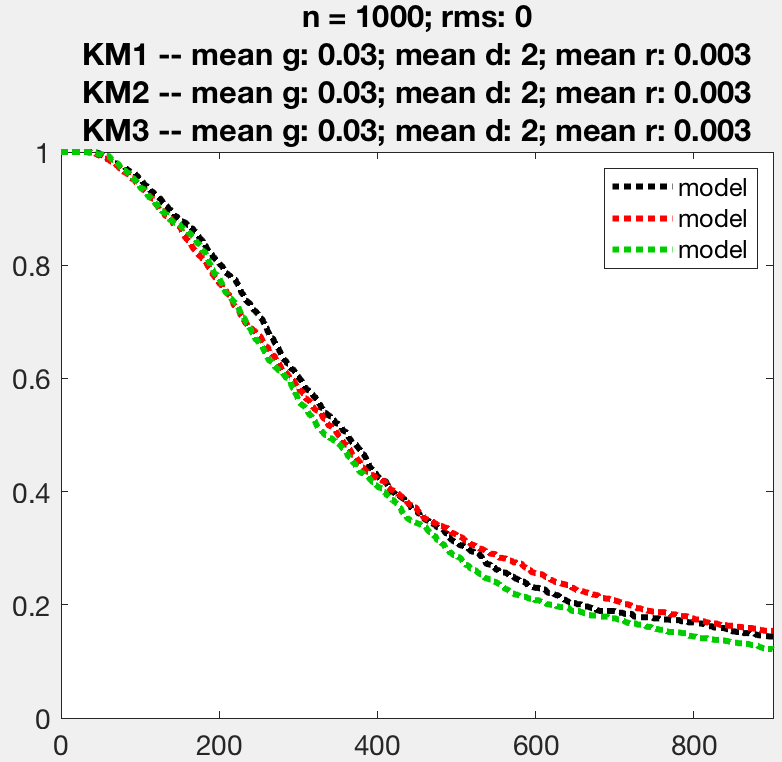 n = 1000; rms: 0
KM1 -- mean g: 0.03; mean d: 2; mean r: 0.003
KM2 -- mean g: 0.03; mean d: 2; mean r: 0.003
KM3 -- mean g: 0.03; mean d: 2; mean r: 0.003
1
model
model
model
0.8
0.6
0.4
0.2
0
0 200 400 600 800